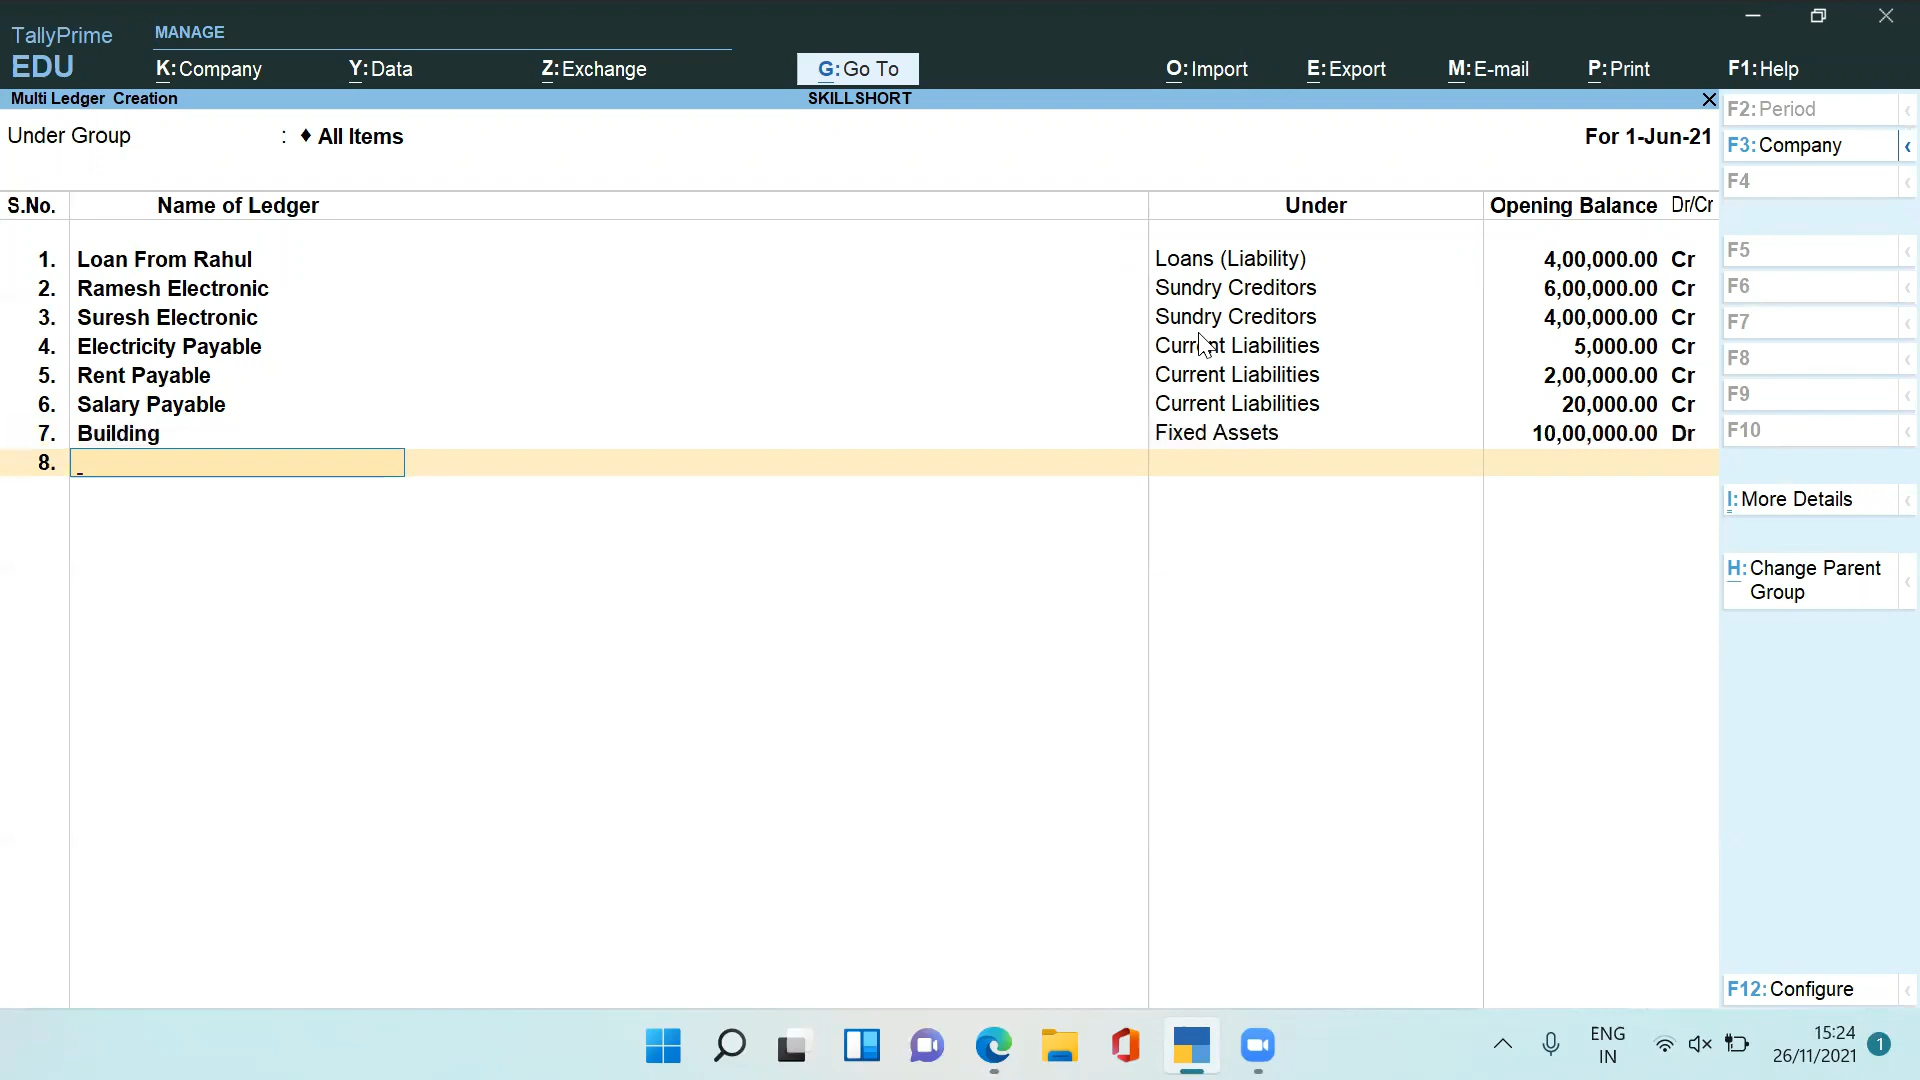 TallyPrime
EDU
MANAGE
K:Company Y:Data Z:Exchange G:Go To O:Import E:Export M:E-mail P:Print F1:Help
Multi Ledger Creation SKILLSHORT
Under Group : ♦ All Items For 1-Jun-21
S.No. Name of Ledger Under Opening Balance Dr/Cr
1. Loan From Rahul Loans (Liability) 4,00,000.00 Cr
2. Ramesh Electronic Sundry Creditors 6,00,000.00 Cr
3. Suresh Electronic Sundry Creditors 4,00,000.00 Cr
4. Electricity Payable Current Liabilities 5,000.00 Cr
5. Rent Payable Current Liabilities 2,00,000.00 Cr
6. Salary Payable Current Liabilities 20,000.00 Cr
7. Building Fixed Assets 10,00,000.00 Dr
8.
F2:Period
F3:Company
F4
F5
F6
F7
F8
F9
F10
I:More Details
H:Change Parent
Group
F12:Configure
ENG
IN
15:24
26/11/2021
1